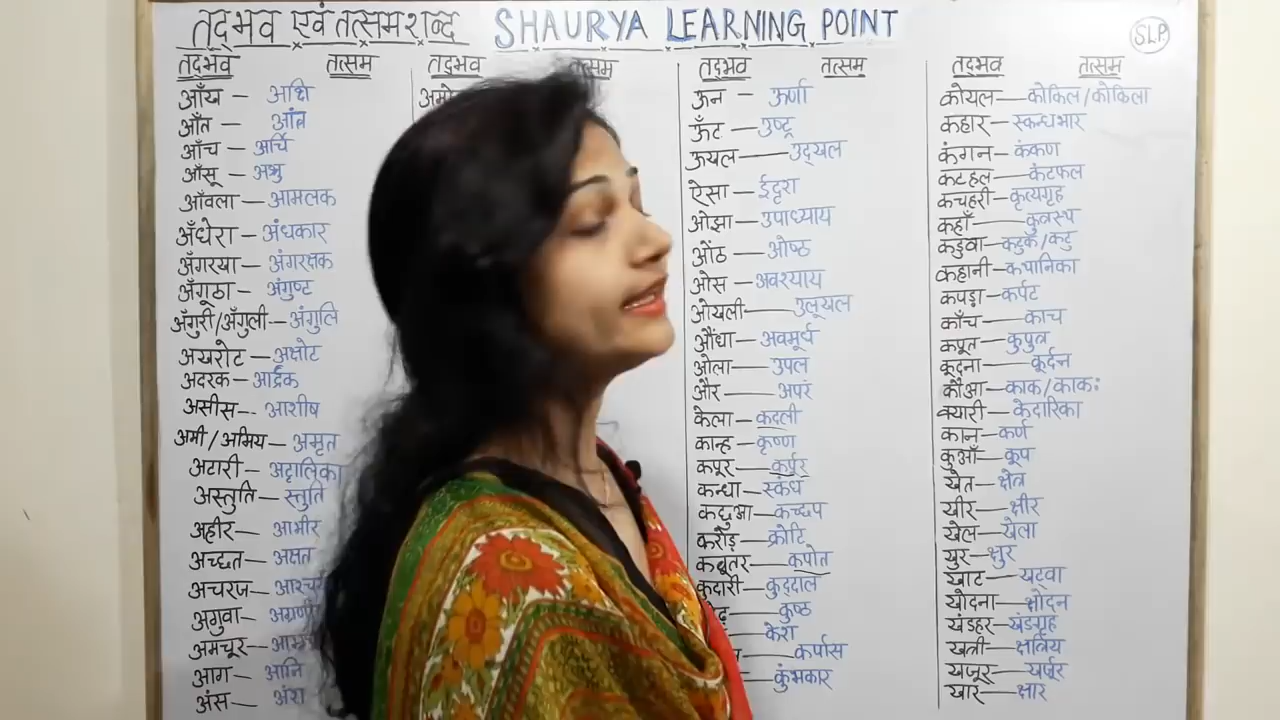 तद्भव एवं तत्सम शब्द SHAURYA LEARNING POINT SLP
तद्भव तत्सम
आँख — अक्षि
आँत — आंत्र
आँच — अर्चि
आँसू — अश्रु
आँवला — आमलक
अँधेरा — अंधकार
अँगरखा — अंगरक्षक
अँगूठा — अंगुष्ट
अँगुरी/अँगुली — अंगुलि
अखरोट — अक्षोट
अदरक — आर्द्रक
असीस — आशीष
अमी/अमिय — अमृत
अटारी — अट्टालिका
अस्तुति — स्तुति
अहीर — आभीर
अच्छत — अक्षत
अचरज —
अगुवा —
अमचूर —
आग — अग्नि
अंस — अंश
तद्भव तत्सम
तद्भव तत्सम
ऊन — ऊर्णा
ऊँट — उष्ट्र
ऊखल — उद्खल
ऐसा — ईदृश
ओझा — उपाध्याय
ओंठ — ओष्ठ
ओस — अवश्याय
ओखली — उलूखल
औंधा — अवमूर्ध
ओला — उपल
और — अपरं
केला — कदली
कान्ह — कृष्ण
कपूर — कर्पुर
कन्धा — स्कंध
कछुआ — कच्छप
करोड़ — क्रोटि
कबूतर — कपोत
कुदारी — कुद्दाल
— कुष्ठ
— केश
— कर्पास
— कुंभकार
तद्भव तत्सम
कोयल — कोकिल/कोकिला
कहार — स्कन्धभार
कंगन — कंकण
कटहल — कंटफल
कचहरी — कृत्यगृह
कहाँ —
कडुवा — कटुक/कटु
कहानी — कथानिका
कपड़ा — कर्पट
काँच — काच
कपूत — कुपुत्र
कूदना — कूर्दन
कौआ — काक/काकः
क्यारी — केदारिका
कान — कर्ण
कुआँ — कूप
खेत — क्षेत्र
खीर — क्षीर
खेल — खेला
खुर — क्षुर
खाट — खटवा
खोदना — क्षोदन
खंडहर — खंडगृह
खत्री — क्षत्रिय
खजूर — खर्जूर
खार — क्षार